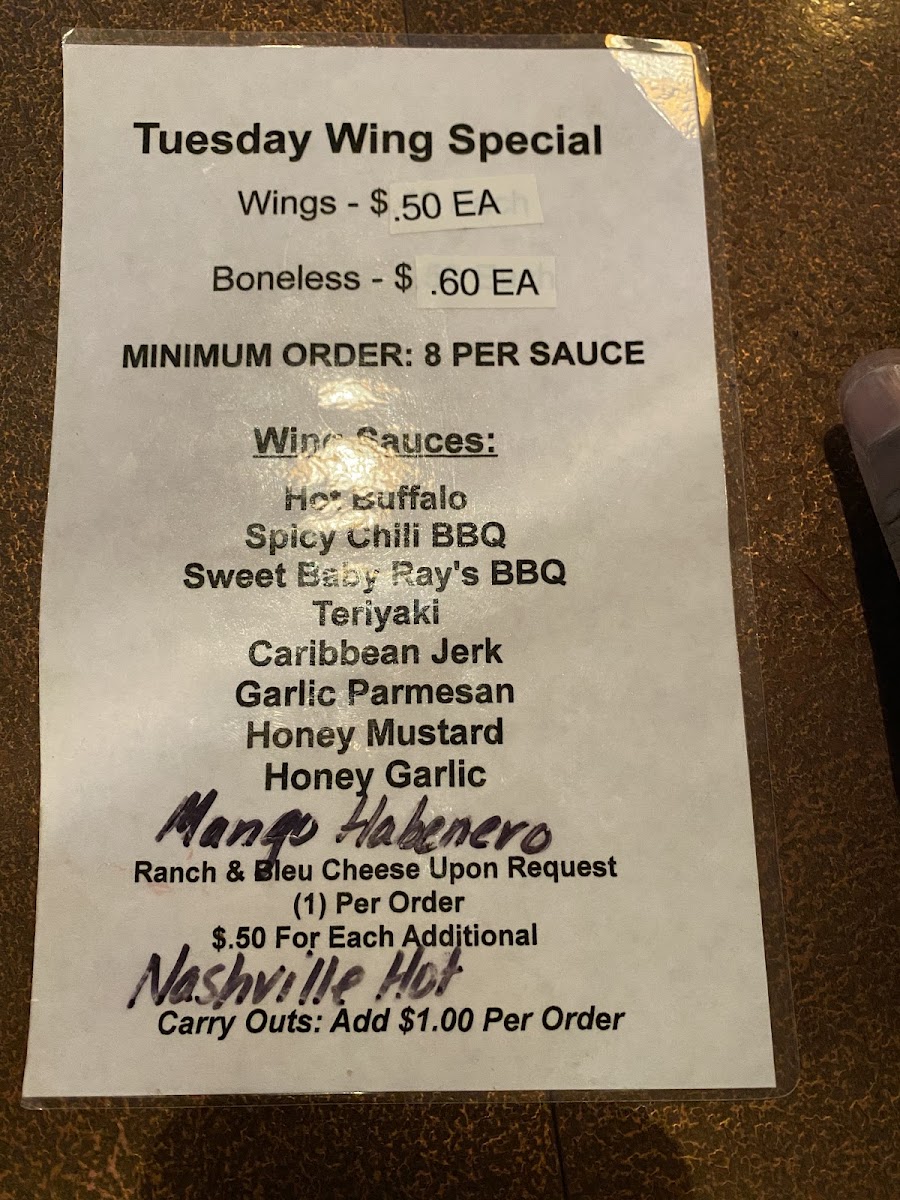 Tuesday Wing Special
Wings - $.50 EA
Boneless - $ .60 EA
MINIMUM ORDER: 8 PER SAUCE
Wing Sauces:
Hot Buffalo
Spicy Chili BBQ
Sweet Baby Ray's BBQ
Teriyaki
Caribbean Jerk
Garlic Parmesan
Honey Mustard
Honey Garlic
Mango Habenero
Ranch & Bleu Cheese Upon Request
(1) Per Order
$.50 For Each Additional
Nashville Hot
Carry Outs: Add $1.00 Per Order